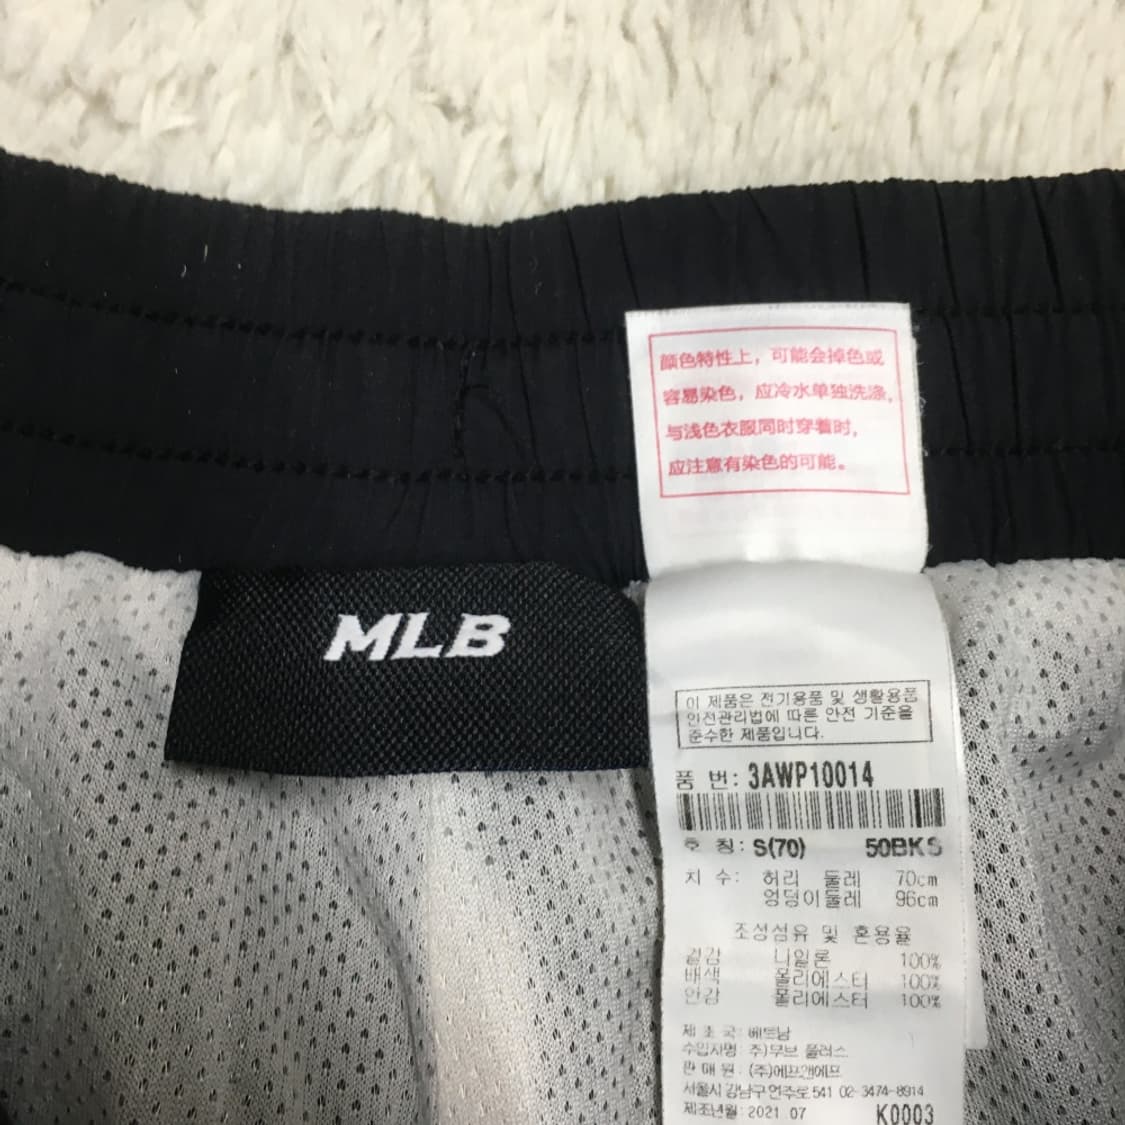 颜色特性上，可能会掉色或
容易染色，应冷水单独洗涤，
与浅色衣服同时穿着时，
应注意有染色的可能。
MLB
이 제품은 전기용품 및 생활용품
안전관리법에 따른 안전 기준을
준수한 제품입니다.
품 번: 3AWP10014
호 칭: S(70) 50BKS
치 수: 허리 둘레 70cm
엉덩이둘레 96cm
조성섬유 및 혼용율
겉감 나일론 100%
배색 폴리에스터 100%
안감 폴리에스터 100%
제 조 국: 베트남
수입자명: 주)무브 플러스
판 매 원: (주)에프앤에프
서울시 강남구 언주로 541 02-3474-8914
제조년월: 2021 07 K0003